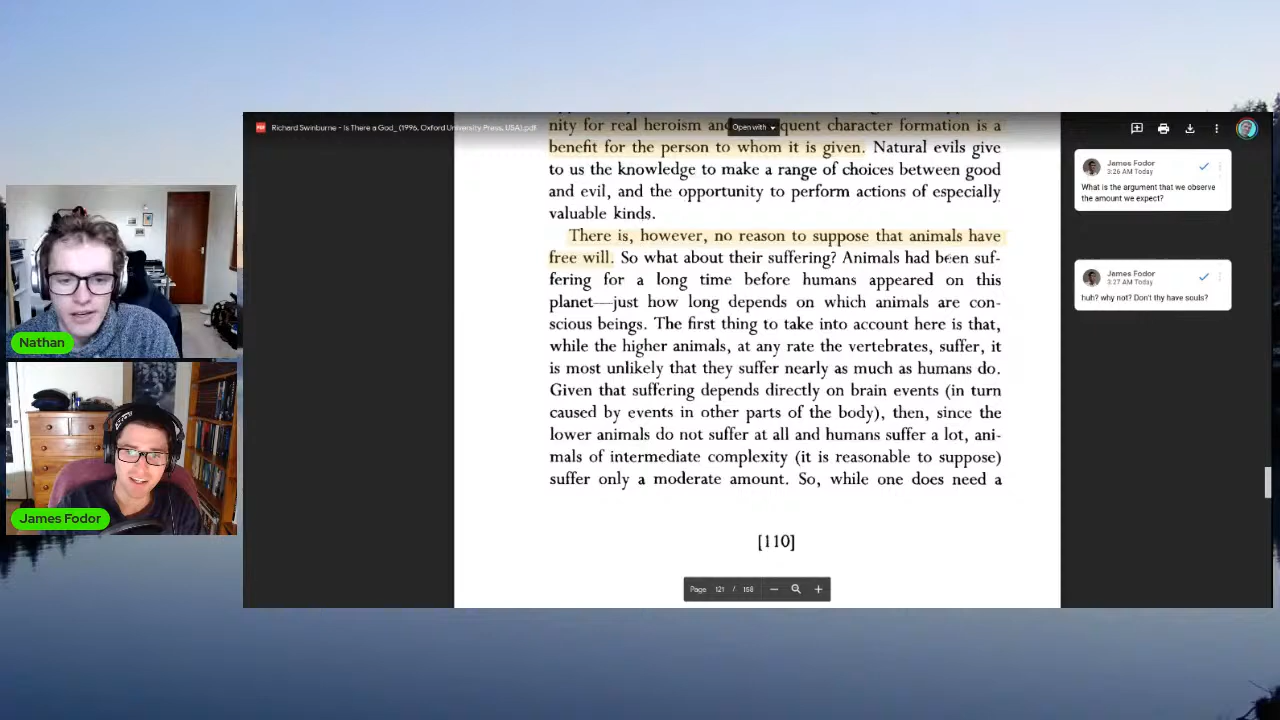 Richard Swinburne - Is There a God_ (1996, Oxford University Press, USA).pdf
Open with
nity for real heroism and quent character formation is a
benefit for the person to whom it is given. Natural evils give
to us the knowledge to make a range of choices between good
and evil, and the opportunity to perform actions of especially
valuable kinds.
There is, however, no reason to suppose that animals have
free will. So what about their suffering? Animals had been suf-
fering for a long time before humans appeared on this
planet—just how long depends on which animals are con-
scious beings. The first thing to take into account here is that,
while the higher animals, at any rate the vertebrates, suffer, it
is most unlikely that they suffer nearly as much as humans do.
Given that suffering depends directly on brain events (in turn
caused by events in other parts of the body), then, since the
lower animals do not suffer at all and humans suffer a lot, ani-
mals of intermediate complexity (it is reasonable to suppose)
suffer only a moderate amount. So, while one does need a
[110]
Page 121 / 158
James Fodor
3:26 AM Today
What is the argument that we observe
the amount we expect?
James Fodor
3:27 AM Today
huh? why not? Don't thy have souls?
Nathan
James Fodor